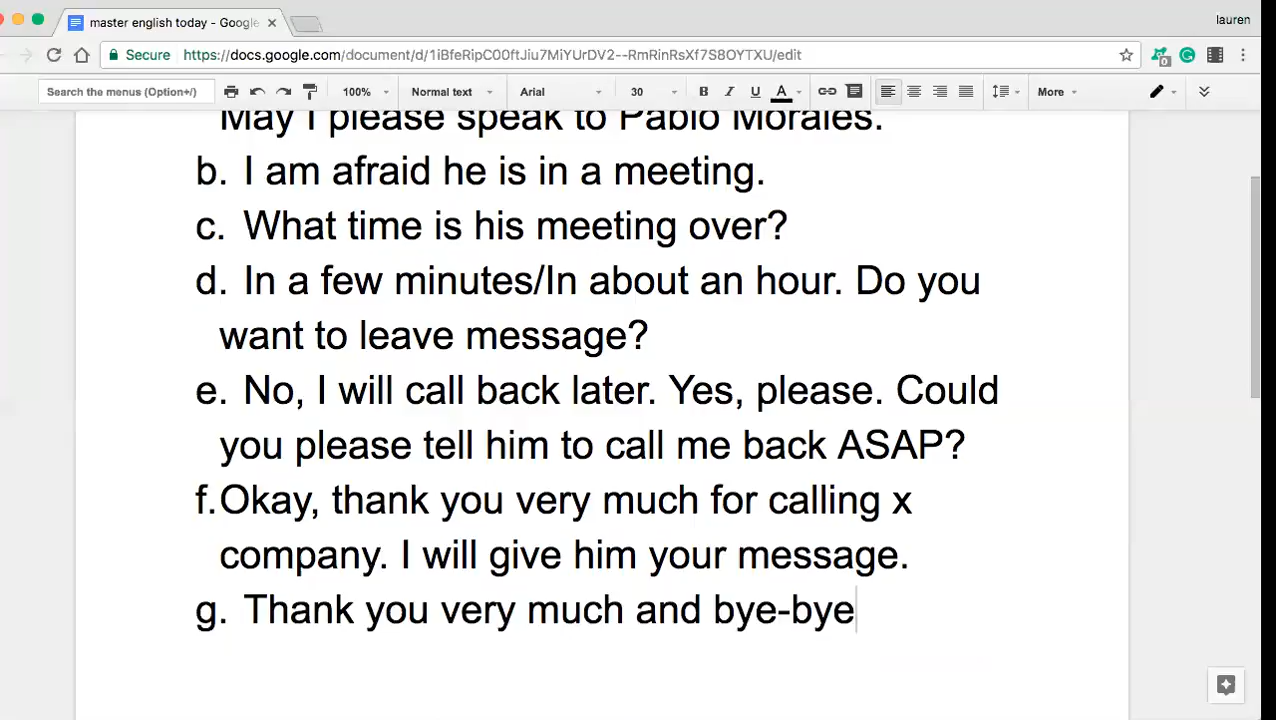 master english today - Google
lauren
Secure https://docs.google.com/document/d/1iBfeRipC00ftJiu7MiYUrDV2--RmRinRsXf7S8OYTXU/edit
Search the menus (Option+/) 100% Normal text Arial 30 B I U A More
May I please speak to Pablo Morales.
b. I am afraid he is in a meeting.
c. What time is his meeting over?
d. In a few minutes/In about an hour. Do you
want to leave message?
e. No, I will call back later. Yes, please. Could
you please tell him to call me back ASAP?
f.Okay, thank you very much for calling x
company. I will give him your message.
g. Thank you very much and bye-bye